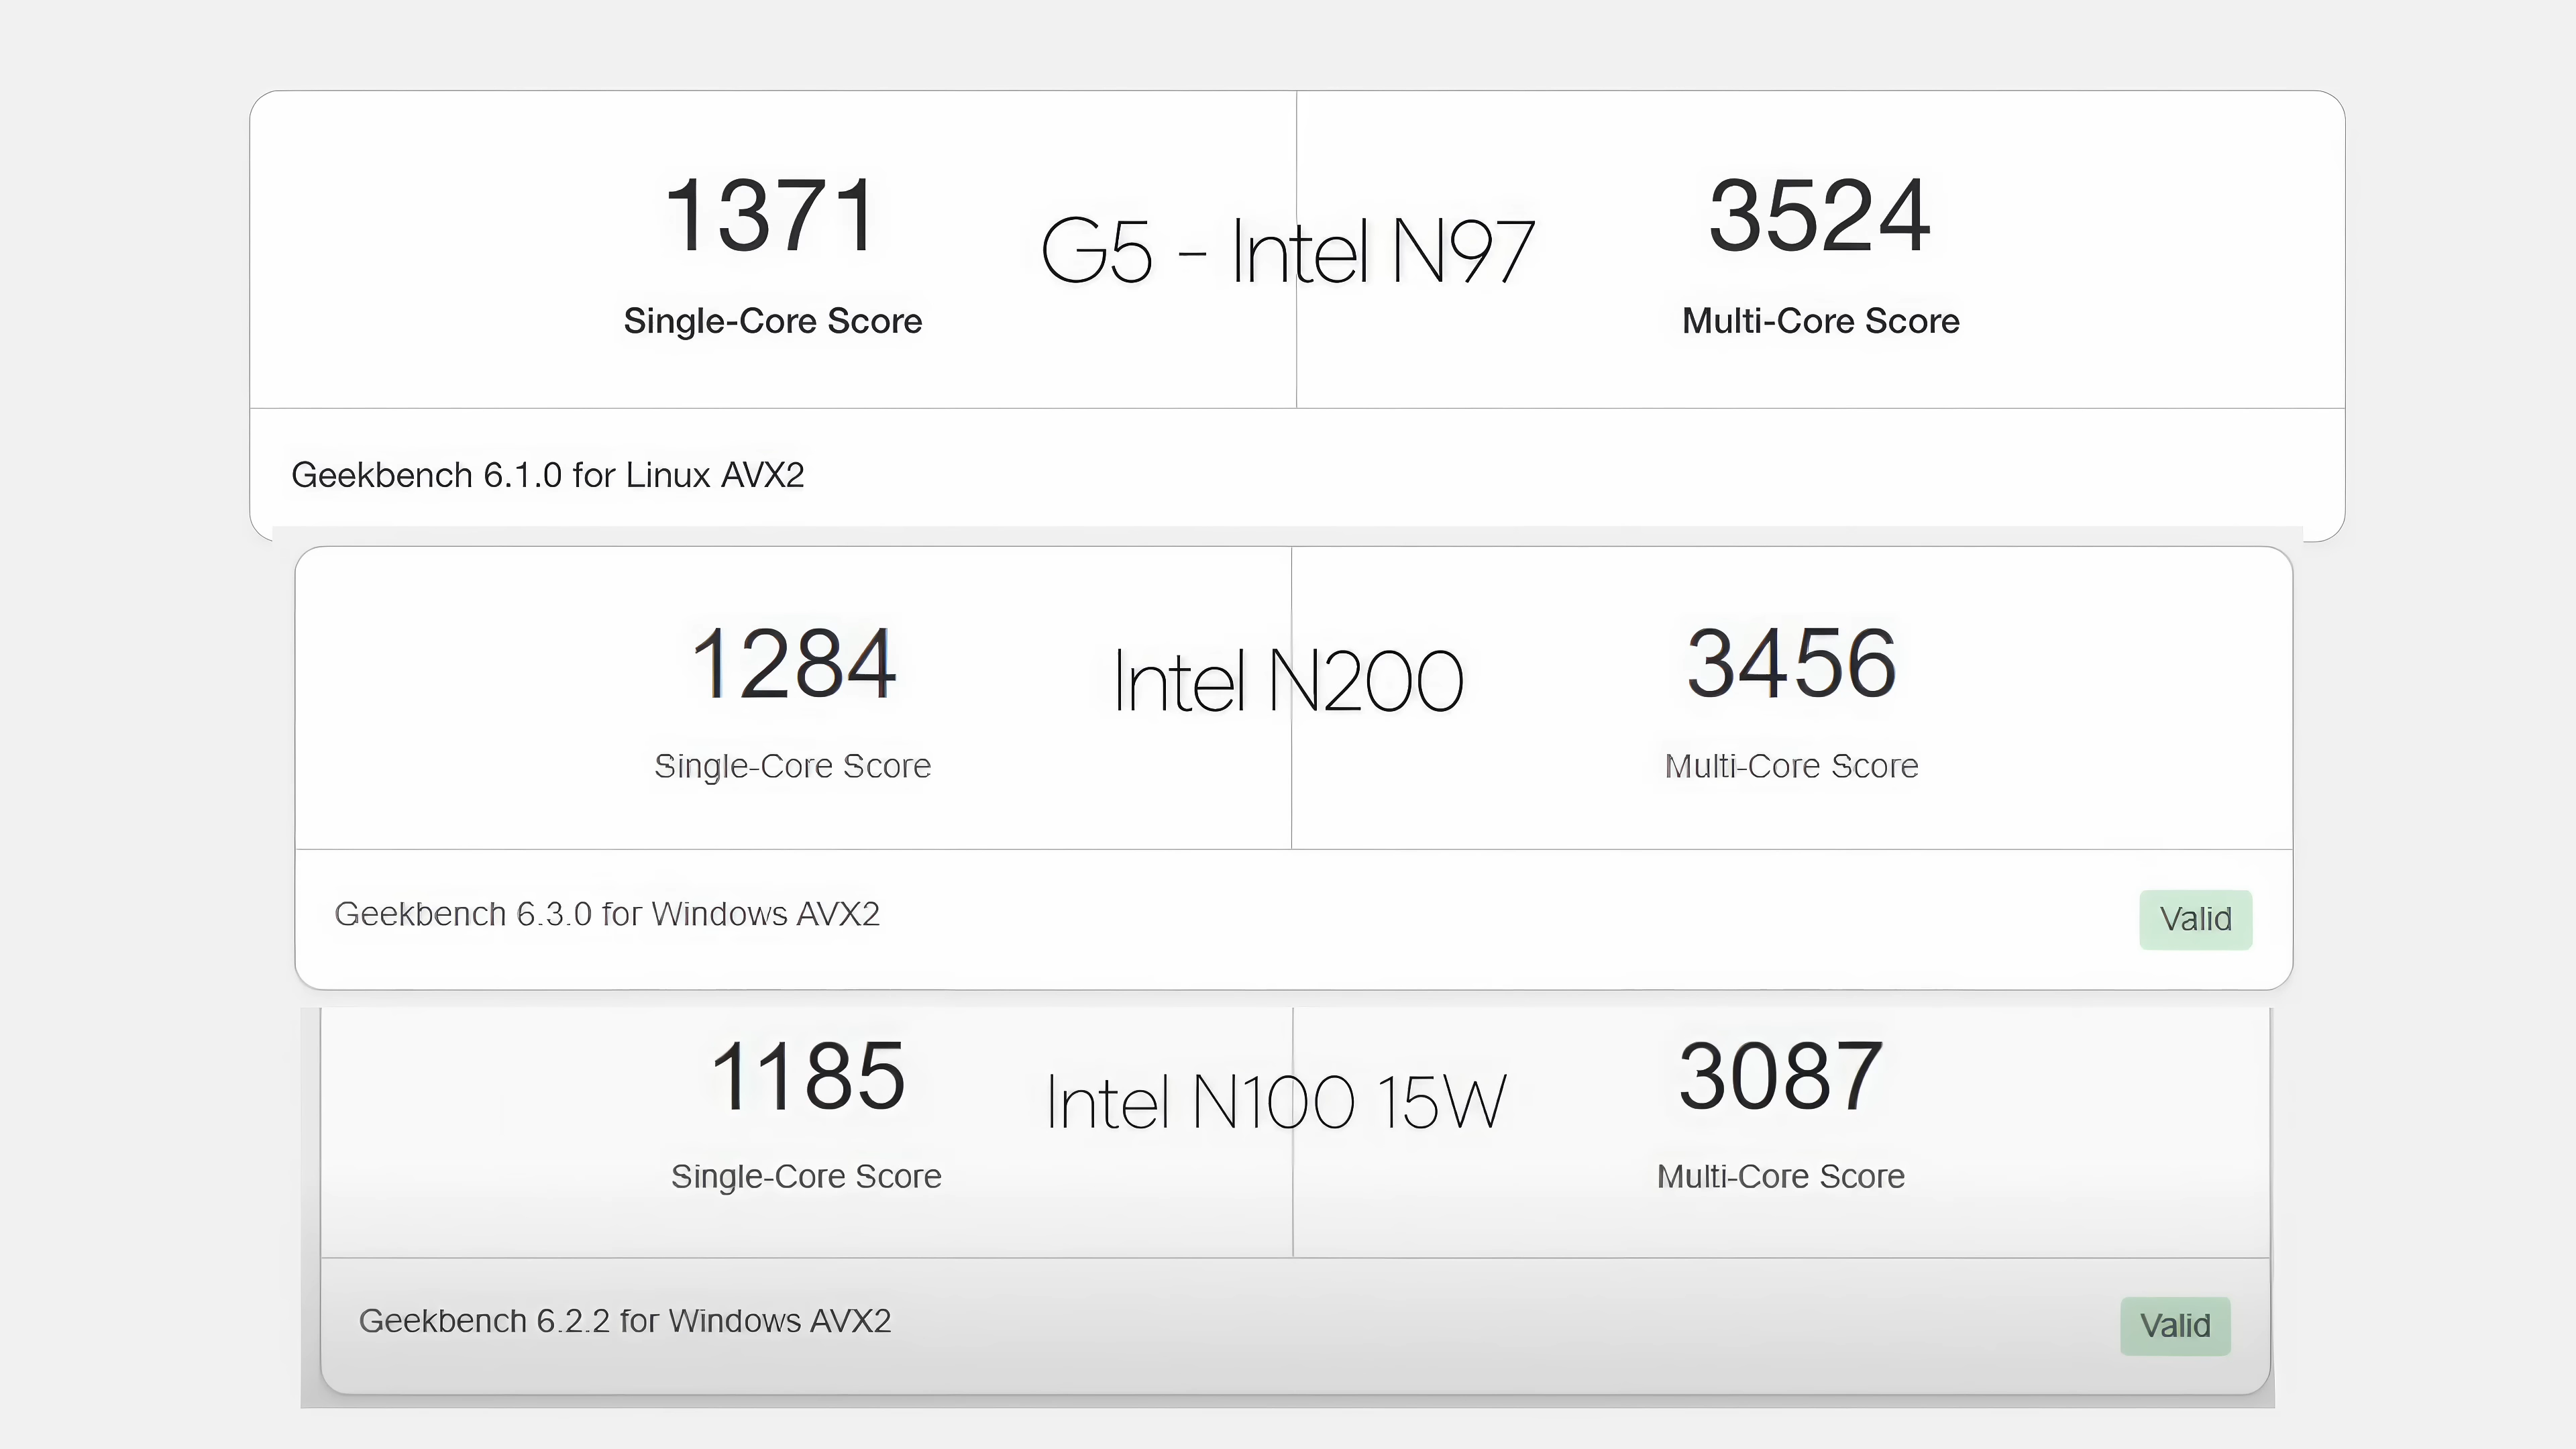 1371
G5 - Intel N97
3524
Single-Core Score
Multi-Core Score
Geekbench 6.1.0 for Linux AVX2
1284
Intel N200
3456
Single-Core Score
Multi-Core Score
Geekbench 6.3.0 for Windows AVX2
Valid
1185
Intel N100 15W
3087
Single-Core Score
Multi-Core Score
Geekbench 6.2.2 for Windows AVX2
Valid